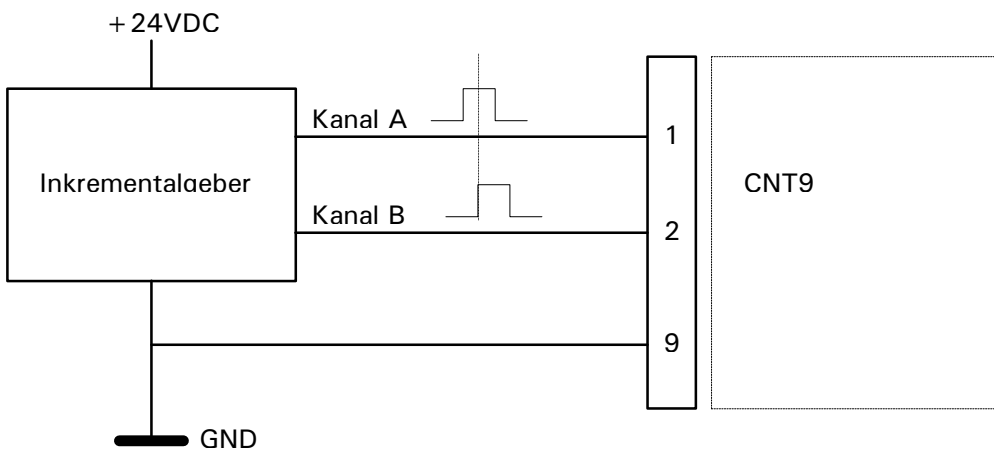 +24VDC
Kanal A
1
Inkrementalgeber
CNT9
Kanal B
2
9
GND